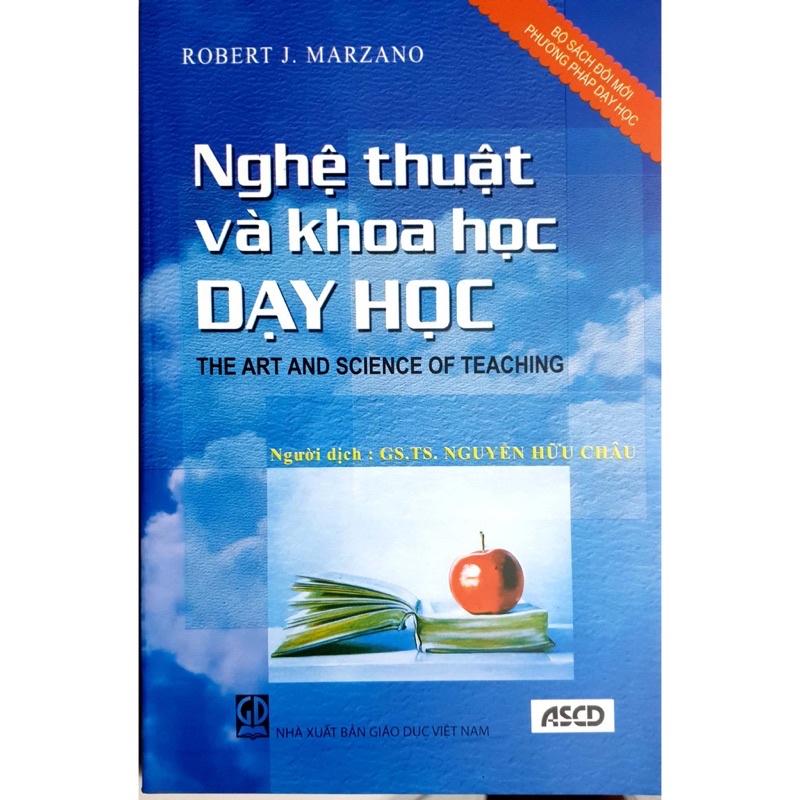 ROBERT J. MARZANO
BỘ SÁCH ĐỔI MỚI
PHƯƠNG PHÁP DẠY HỌC
Nghệ thuật
và khoa học
DẠY HỌC
THE ART AND SCIENCE OF TEACHING
Người dịch : GS.TS. NGUYỄN HỮU CHÂU
GD
NHÀ XUẤT BẢN GIÁO DỤC VIỆT NAM
ASCD